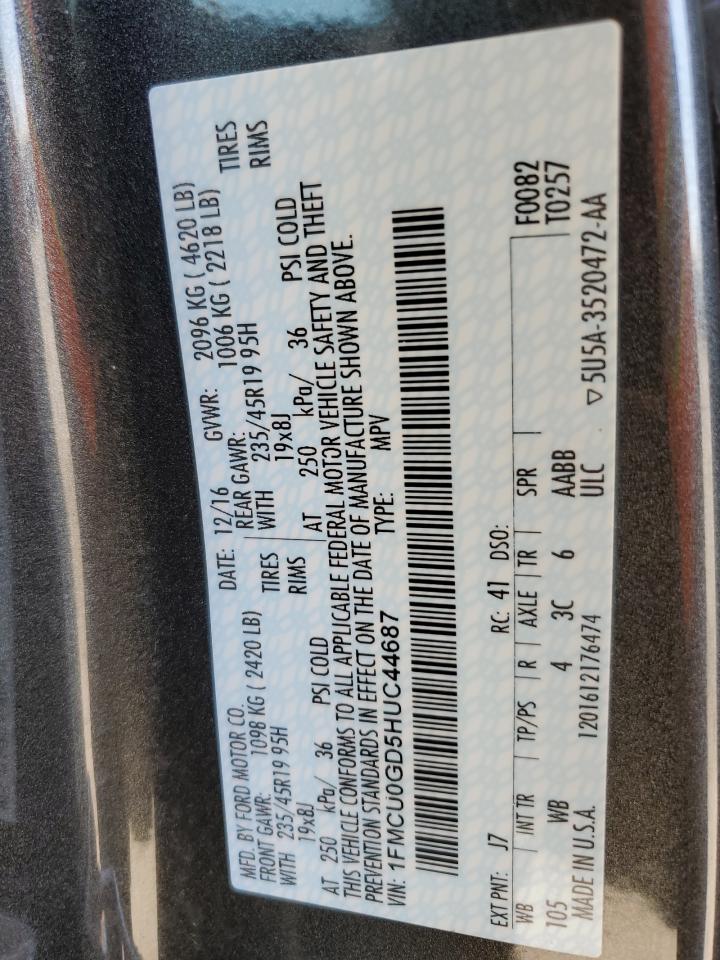 MFD. BY FORD MOTOR CO.
DATE: 12/16 GVWR: 2096 KG ( 4620 LB)
FRONT GAWR: 1098 KG ( 2420 LB) REAR GAWR: 1006 KG ( 2218 LB)
WITH 235/45R19 95H TIRES WITH 235/45R19 95H TIRES
19x8J RIMS 19x8J RIMS
AT 250 kPa/ 36 PSI COLD AT 250 kPa/ 36 PSI COLD
THIS VEHICLE CONFORMS TO ALL APPLICABLE FEDERAL MOTOR VEHICLE SAFETY AND THEFT
PREVENTION STANDARDS IN EFFECT ON THE DATE OF MANUFACTURE SHOWN ABOVE.
VIN: 1FMCU0GD5HUC44687 TYPE: MPV
EXT PNT: J7 RC: 41 DSO: F0082
WB INT TR TP/PS R AXLE TR SPR T0257
105 WB 4 3C 6 AABB
MADE IN U.S.A. 1201612176474 ULC ▽5U5A-3520472-AA